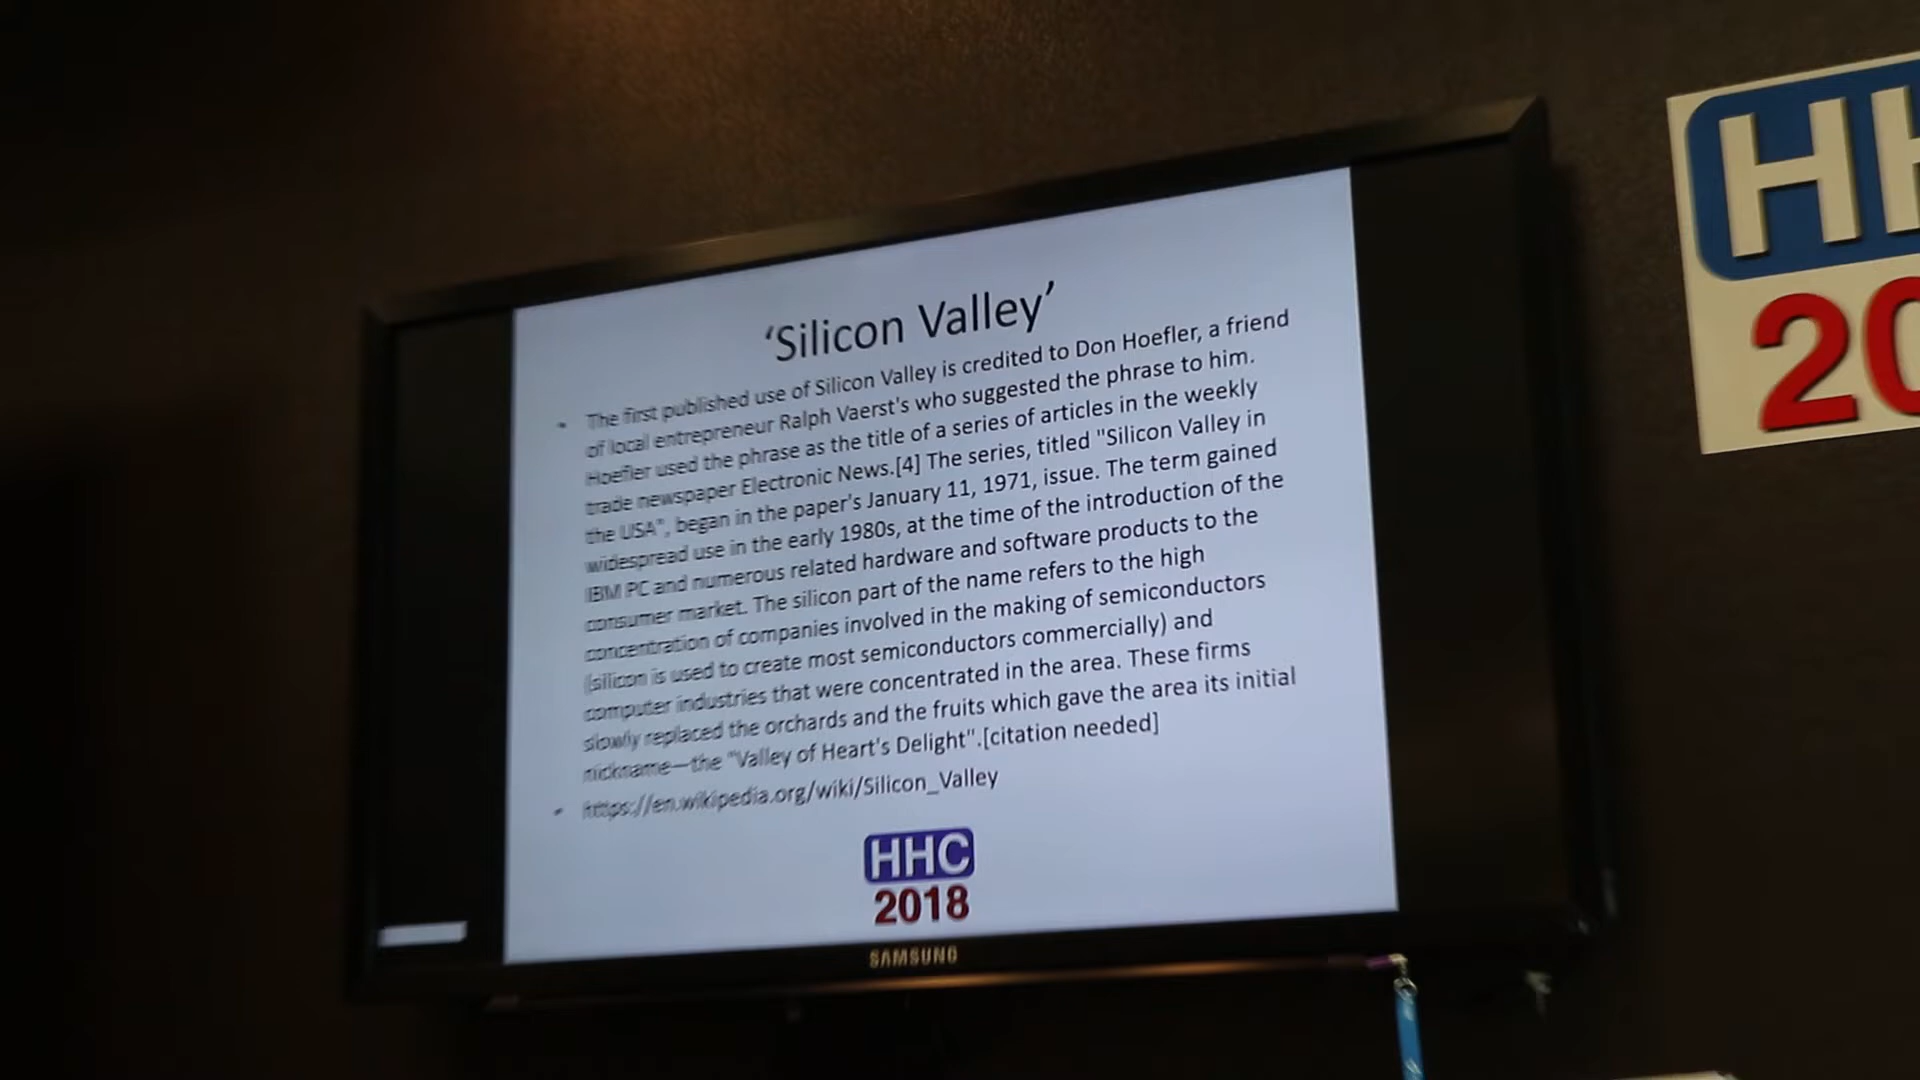 'Silicon Valley'
• The first published use of Silicon Valley is credited to Don Hoefler, a friend
of local entrepreneur Ralph Vaerst's who suggested the phrase to him.
Hoefler used the phrase as the title of a series of articles in the weekly
trade newspaper Electronic News.[4] The series, titled "Silicon Valley in
the USA", began in the paper's January 11, 1971, issue. The term gained
widespread use in the early 1980s, at the time of the introduction of the
IBM PC and numerous related hardware and software products to the
consumer market. The silicon part of the name refers to the high
concentration of companies involved in the making of semiconductors
(silicon is used to create most semiconductors commercially) and
computer industries that were concentrated in the area. These firms
slowly replaced the orchards and the fruits which gave the area its initial
nickname—the "Valley of Heart's Delight".[citation needed]
• https://en.wikipedia.org/wiki/Silicon_Valley
HHC
2018
SAMSUNG
HH
20